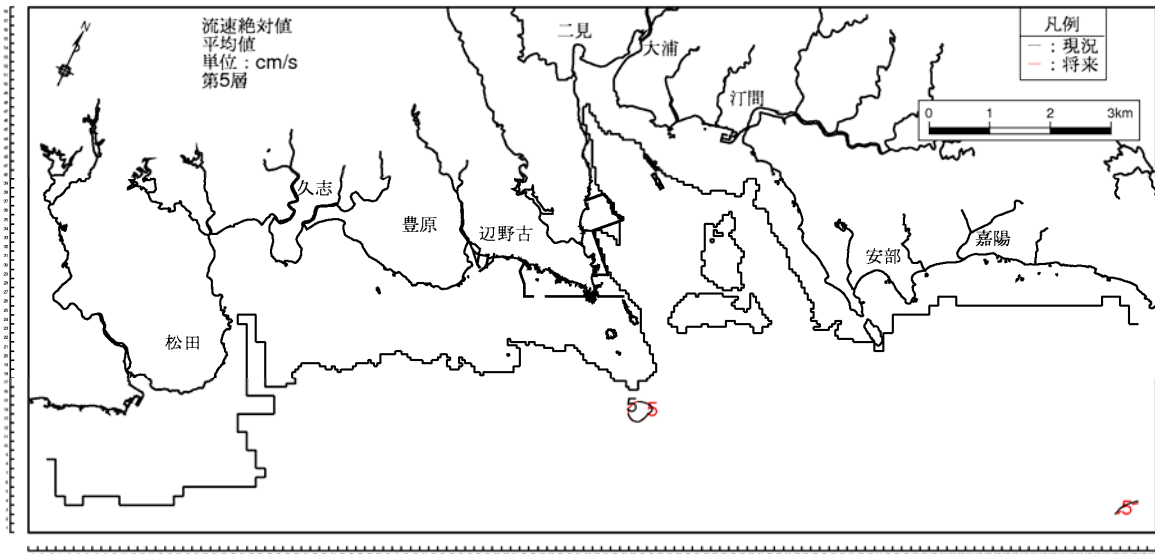 流速絶対値
平均値
単位：cm/s
第5層
N
凡例
：現況
：将来
0 1 2 3km
二見
大浦
汀間
久志
豊原
辺野古
安部
嘉陽
松田
5 5
5